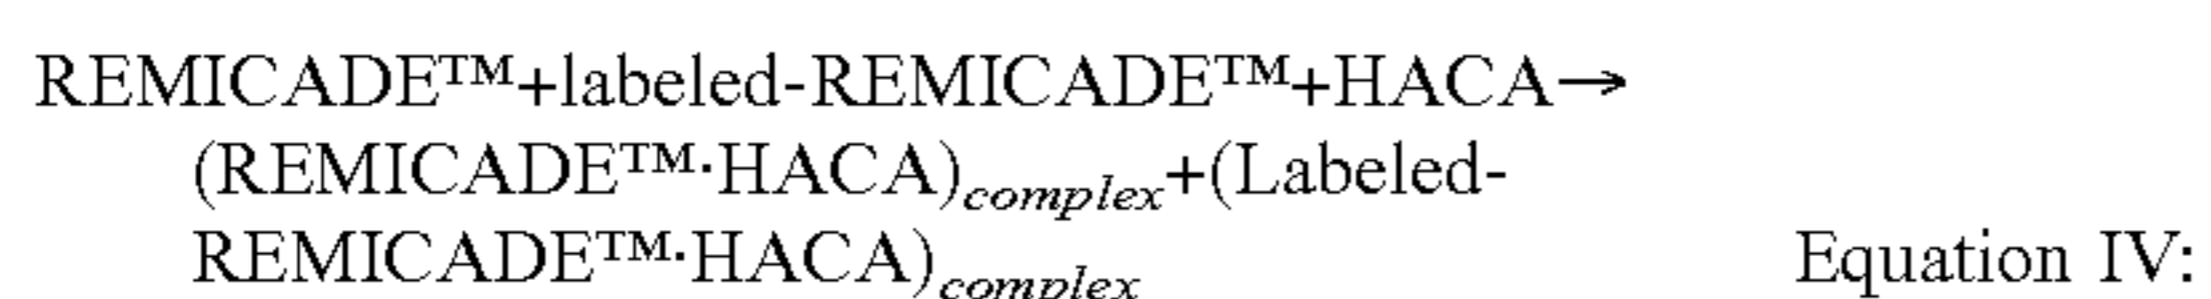 REMICADE™+labeled-REMICADE™+HACA→
(REMICADE™·HACA)complex+(Labeled-
REMICADE™·HACA)complex Equation IV: